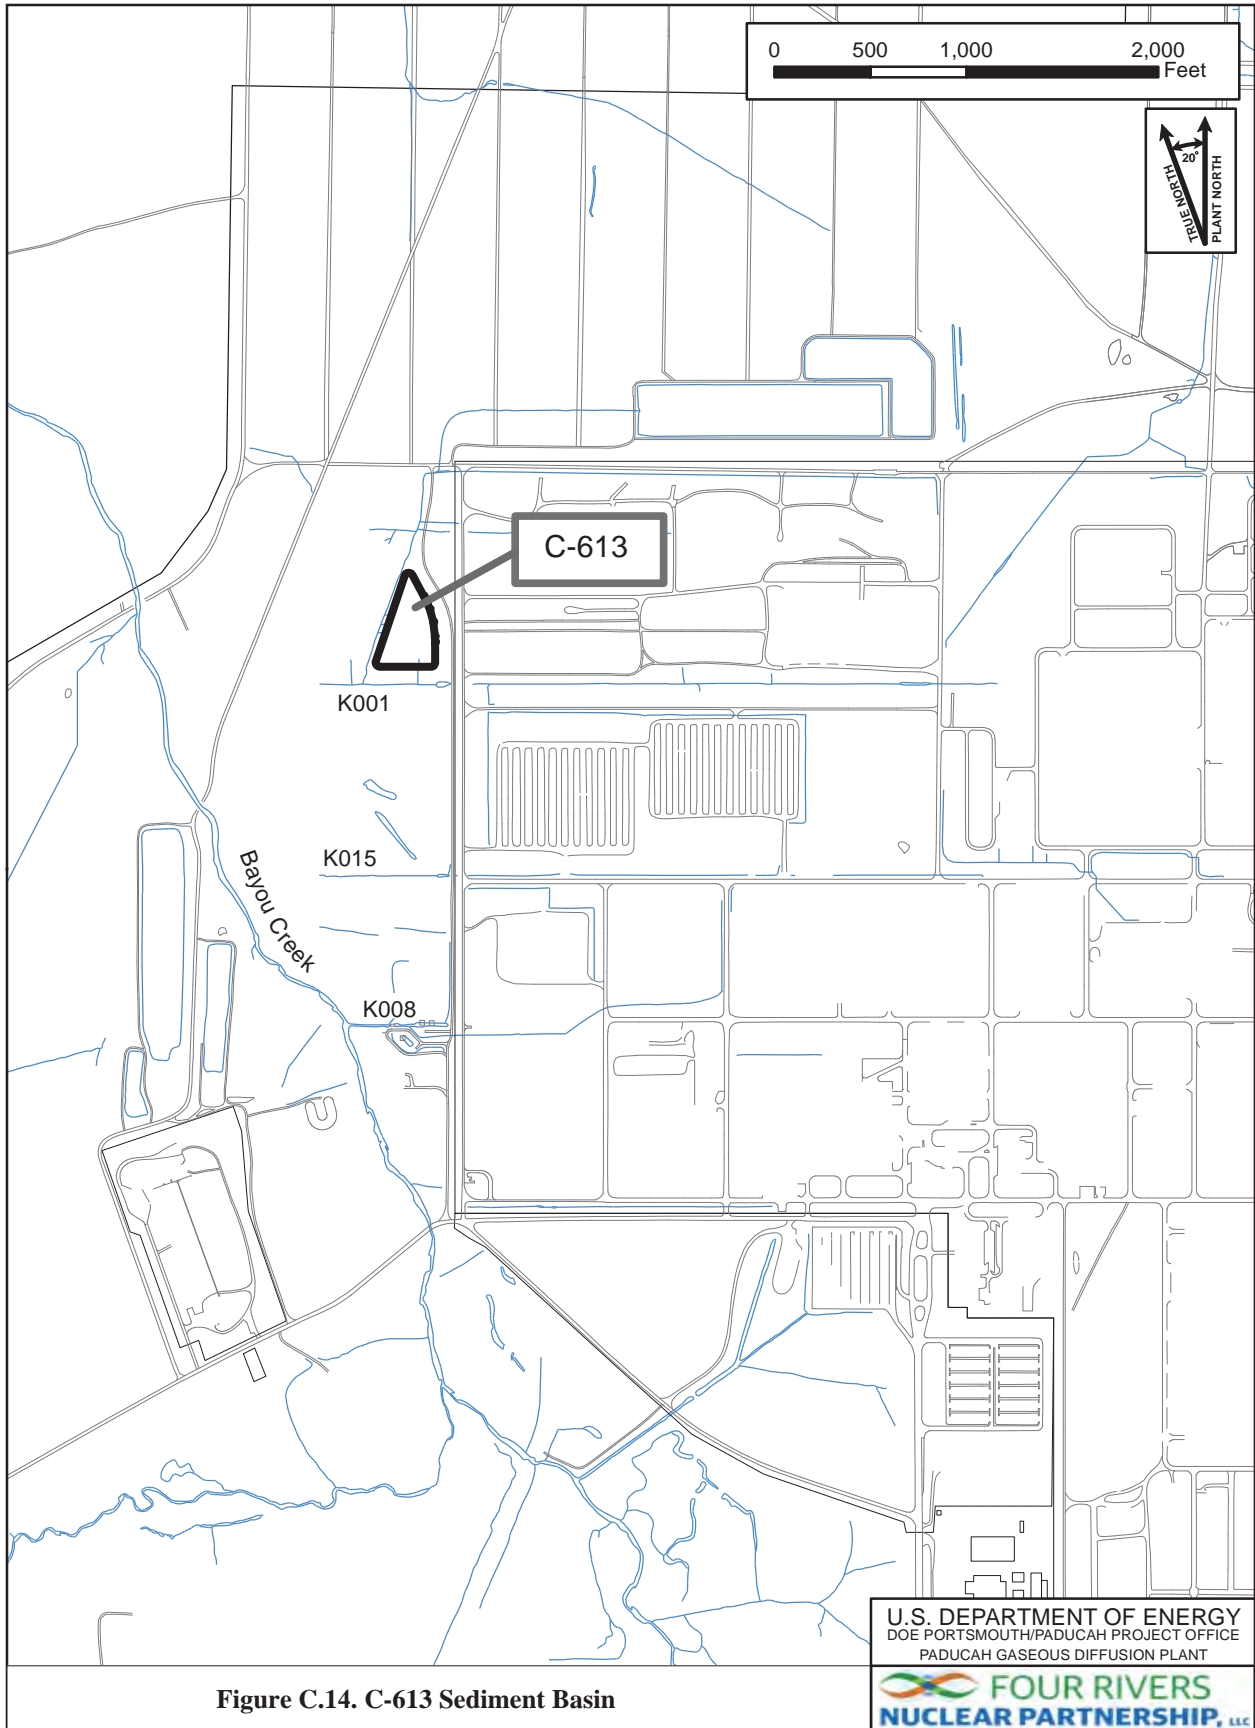 0 500 1,000 2,000
Feet
20°
TRUE NORTH
PLANT NORTH
C-613
K001
K015
Bayou Creek
K008
U.S. DEPARTMENT OF ENERGY
DOE PORTSMOUTH/PADUCAH PROJECT OFFICE
PADUCAH GASEOUS DIFFUSION PLANT
FOUR RIVERS
NUCLEAR PARTNERSHIP, LLC
Figure C.14. C-613 Sediment Basin